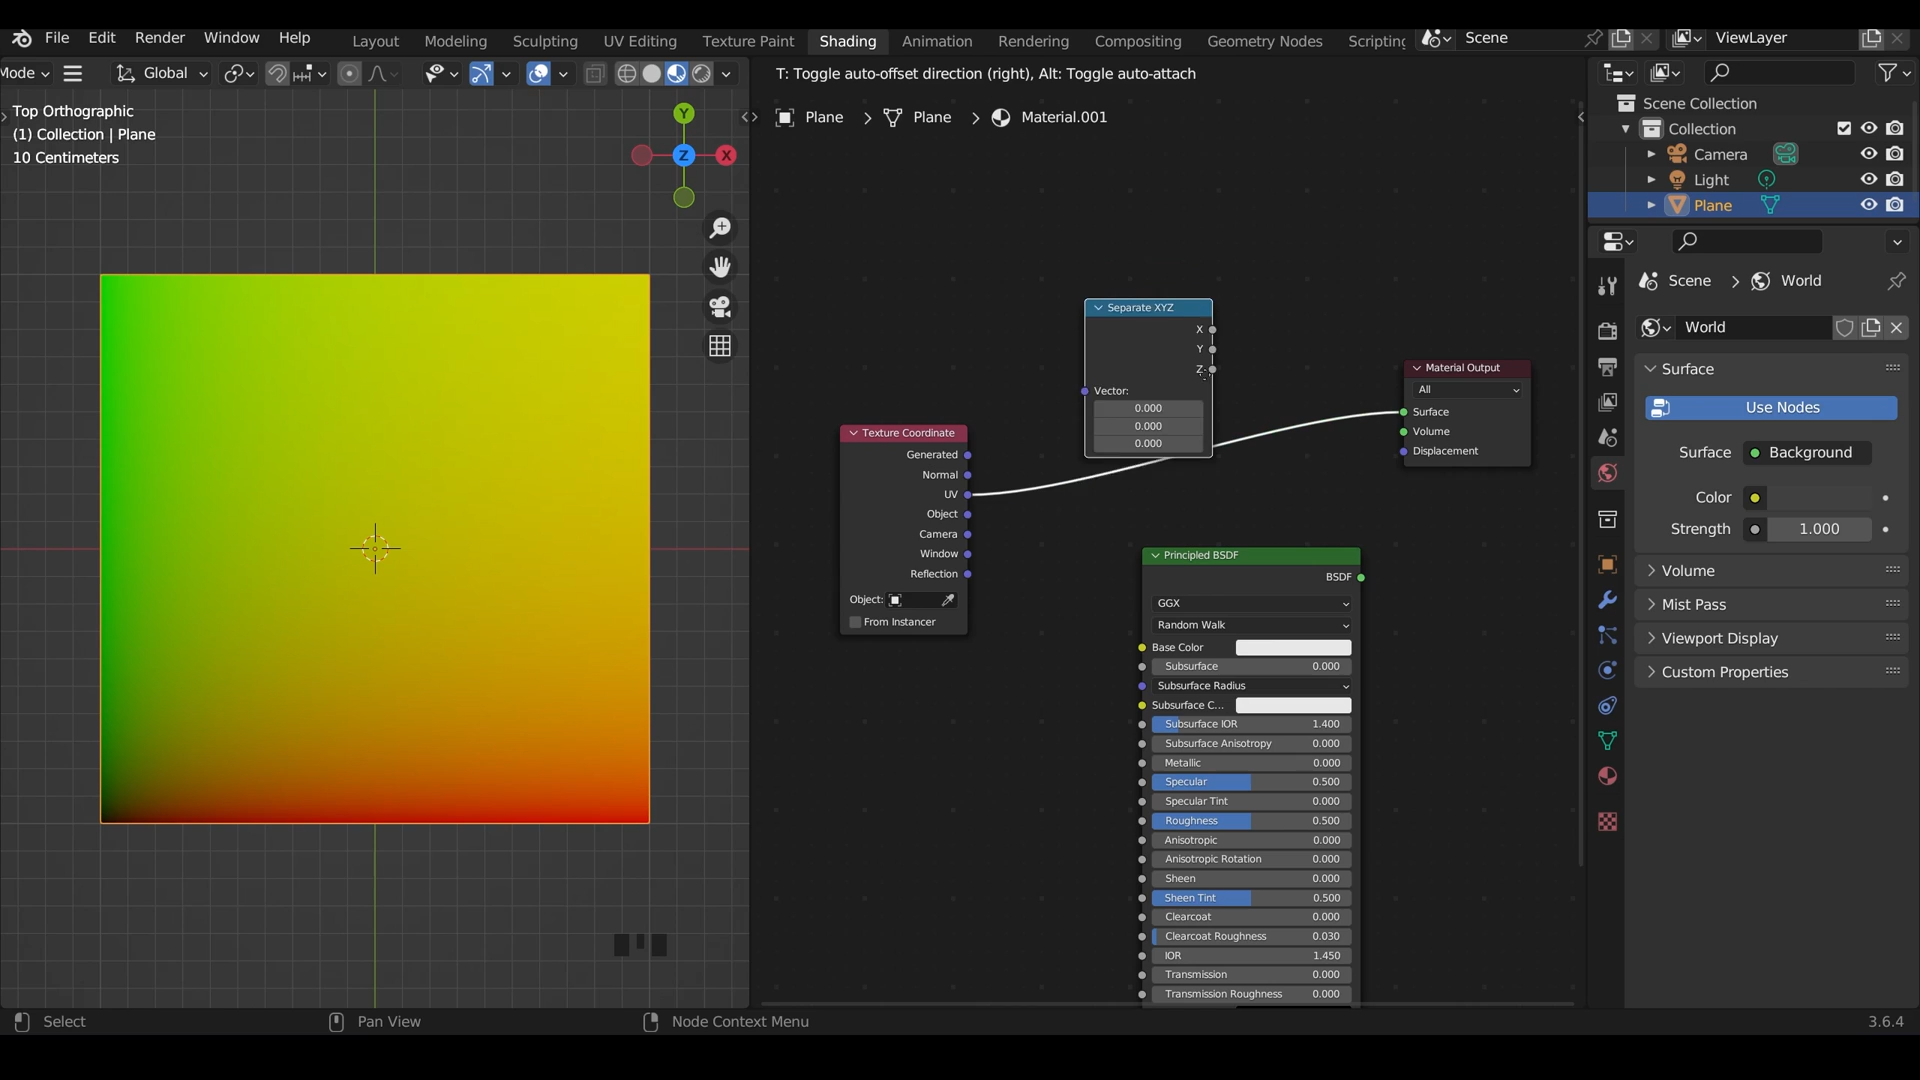 File Edit Render Window Help Layout Modeling Sculpting UV Editing Texture Paint Shading Animation Rendering Compositing Geometry Nodes Scripting Scene ViewLayer
Mode Global
T: Toggle auto-offset direction (right), Alt: Toggle auto-attach
Top Orthographic
(1) Collection | Plane
10 Centimeters
Y
Z
X
Plane > Plane > Material.001
Separate XYZ
X
Y
Z
Vector:
0.000
0.000
0.000
Texture Coordinate
Generated
Normal
UV
Object
Camera
Window
Reflection
Object:
From Instancer
Material Output
All
Surface
Volume
Displacement
Principled BSDF
BSDF
GGX
Random Walk
Base Color
Subsurface 0.000
Subsurface Radius
Subsurface C...
Subsurface IOR 1.400
Subsurface Anisotropy 0.000
Metallic 0.000
Specular 0.500
Specular Tint 0.000
Roughness 0.500
Anisotropic 0.000
Anisotropic Rotation 0.000
Sheen 0.000
Sheen Tint 0.500
Clearcoat 0.000
Clearcoat Roughness 0.030
IOR 1.450
Transmission 0.000
Transmission Roughness 0.000
Scene Collection
Collection
Camera
Light
Plane
Scene > World
World
Surface
Use Nodes
Surface Background
Color
Strength 1.000
Volume
Mist Pass
Viewport Display
Custom Properties
Select Pan View Node Context Menu 3.6.4